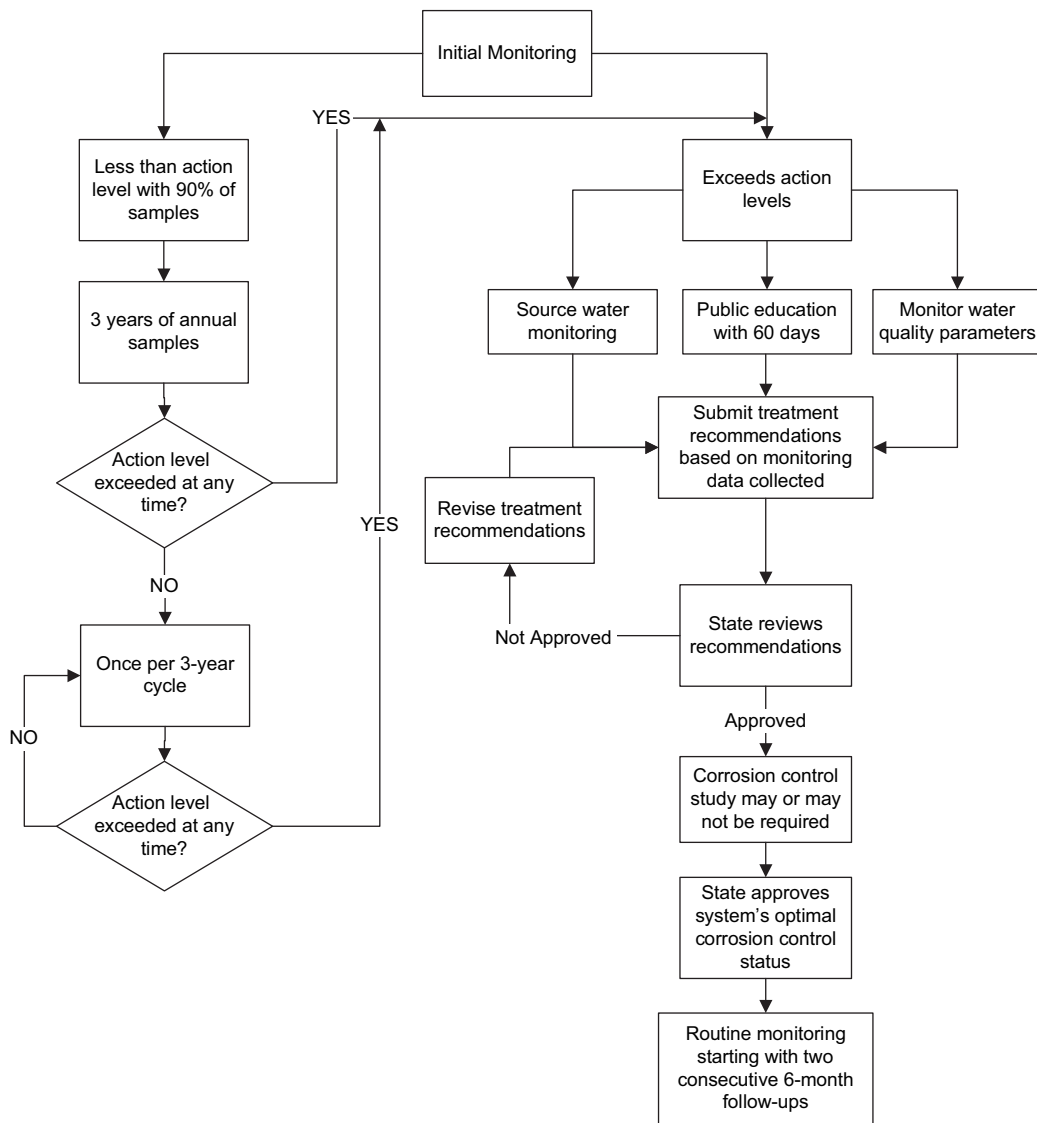 Initial Monitoring
YES
Less than action
level with 90% of
samples
Exceeds action
levels
3 years of annual
samples
Source water
monitoring
Public education
with 60 days
Monitor water
quality parameters
Action level
exceeded at any
time?
Submit treatment
recommendations
based on monitoring
data collected
Revise treatment
recommendations
YES
NO
State reviews
recommendations
Not Approved
Once per 3-year
cycle
Approved
NO
Action level
exceeded at any
time?
Corrosion control
study may or may
not be required
State approves
system’s optimal
corrosion control
status
Routine monitoring
starting with two
consecutive 6-month
follow-ups